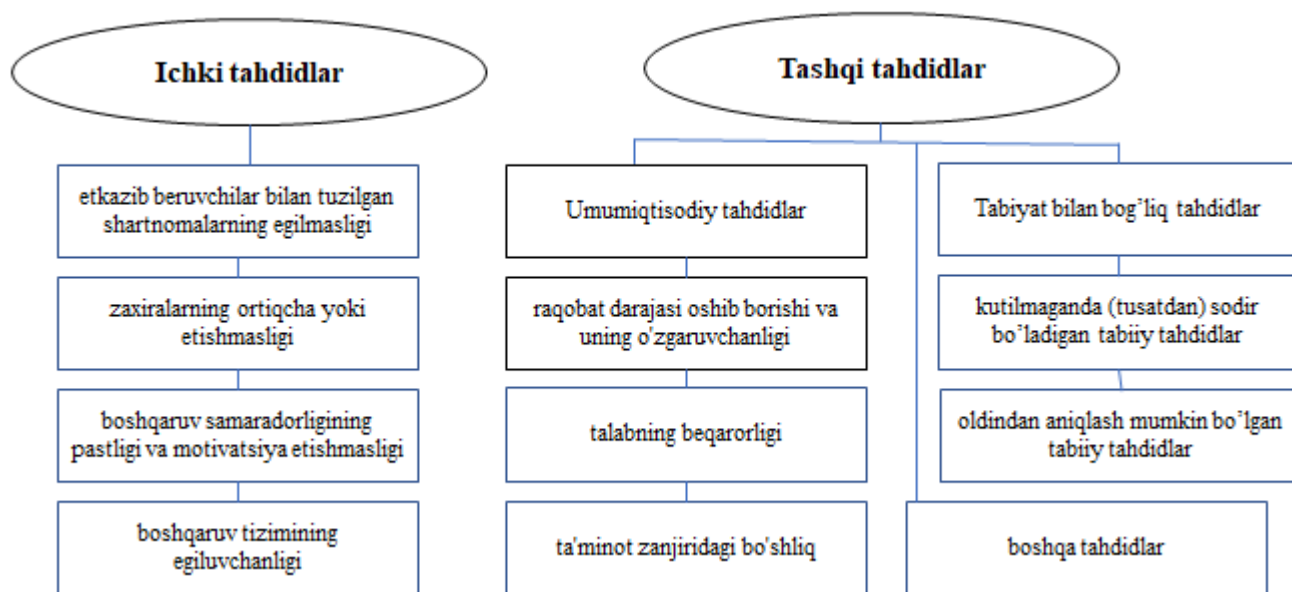 Ichki tahdidlar
etkazib beruvchilar bilan tuzilgan
shartnomalarning egilmasligi
zaxiralarning ortiqcha yoki
etishmasligi
boshqaruv samaradorligining
pastligi va motivatsiya etishmasligi
boshqaruv tizimining
egiluvchanligi
Tashqi tahdidlar
Umumiqtisodiy tahdidlar
raqobat darajasi oshib borishi va
uning o'zgaruvchanligi
talabning beqarorligi
ta'minot zanjiridagi bo'shliq
Tabiyat bilan bog’liq tahdidlar
kutilmaganda (tusatdan) sodir
bo’ladigan tabiiy tahdidlar
oldindan aniqlash mumkin bo’lgan
tabiiy tahdidlar
boshqa tahdidlar